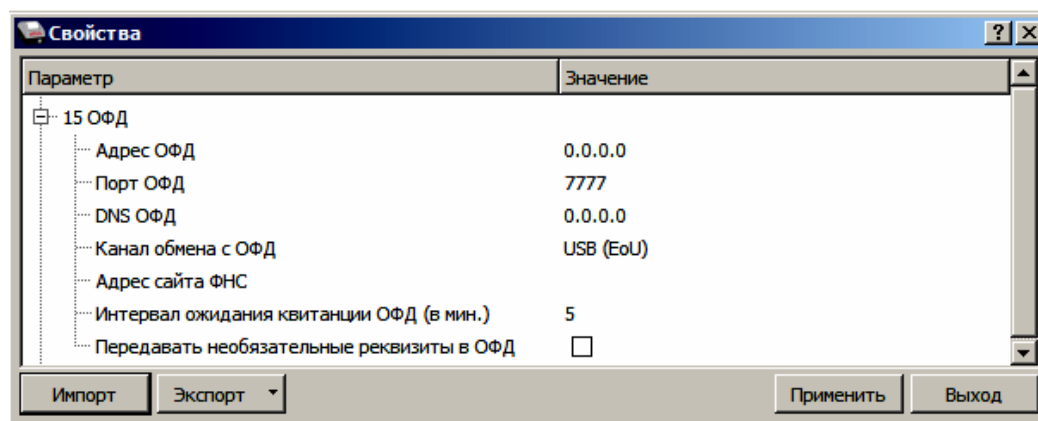 Свойства
Параметр Значение
15 ОФД
Адрес ОФД 0.0.0.0
Порт ОФД 7777
DNS ОФД 0.0.0.0
Канал обмена с ОФД USB (EoU)
Адрес сайта ФНС
Интервал ожидания квитанции ОФД (в мин.) 5
Передавать необязательные реквизиты в ОФД
Импорт Экспорт Применить Выход